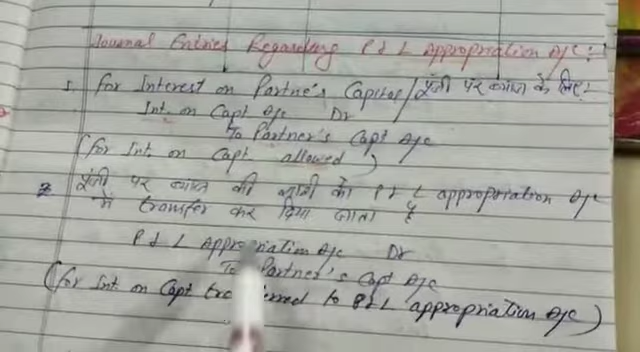 Journal Entries Regarding P & L Appropriation A/c :
1. For Interest on Partner's Capital / पूंजी पर ब्याज के लिए :
Int. on Capt A/c Dr
To Partner's Capt A/c
(For Int. on Capt. allowed)
2 पूंजी पर ब्याज की को P & L appropriation A/c
में transfer कर दिया जाता है
P & L Appropriation A/c Dr
To Partner's Capt A/c
(For Int. on Capt to P & L appropriation A/c)